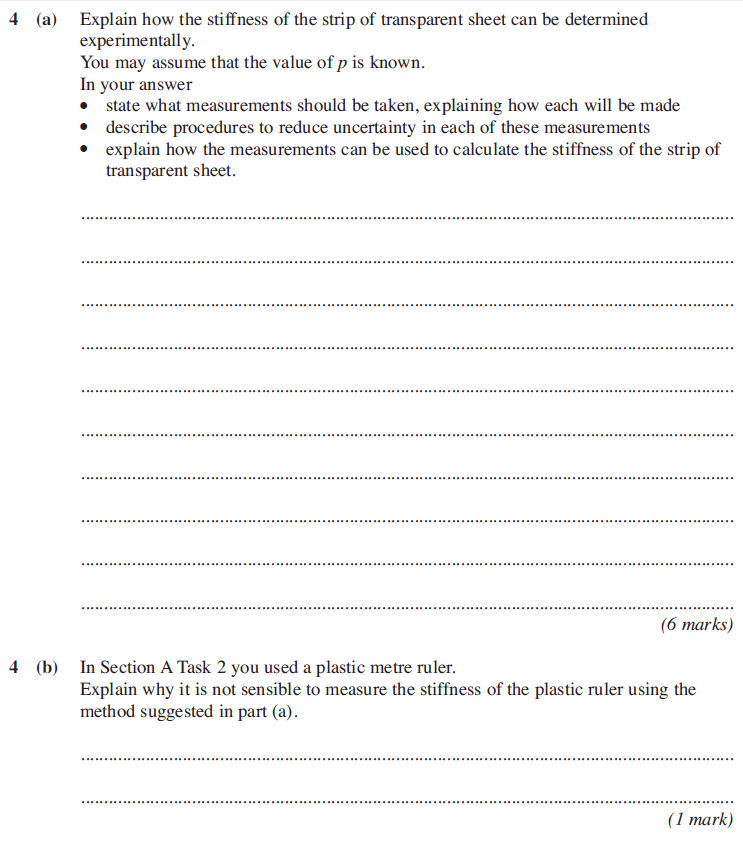 4 (a) Explain how the stiffness of the strip of transparent sheet can be determined
experimentally.
You may assume that the value of p is known.
In your answer
• state what measurements should be taken, explaining how each will be made
• describe procedures to reduce uncertainty in each of these measurements
• explain how the measurements can be used to calculate the stiffness of the strip of
transparent sheet.
(6 marks)
4 (b) In Section A Task 2 you used a plastic metre ruler.
Explain why it is not sensible to measure the stiffness of the plastic ruler using the
method suggested in part (a).
(1 mark)